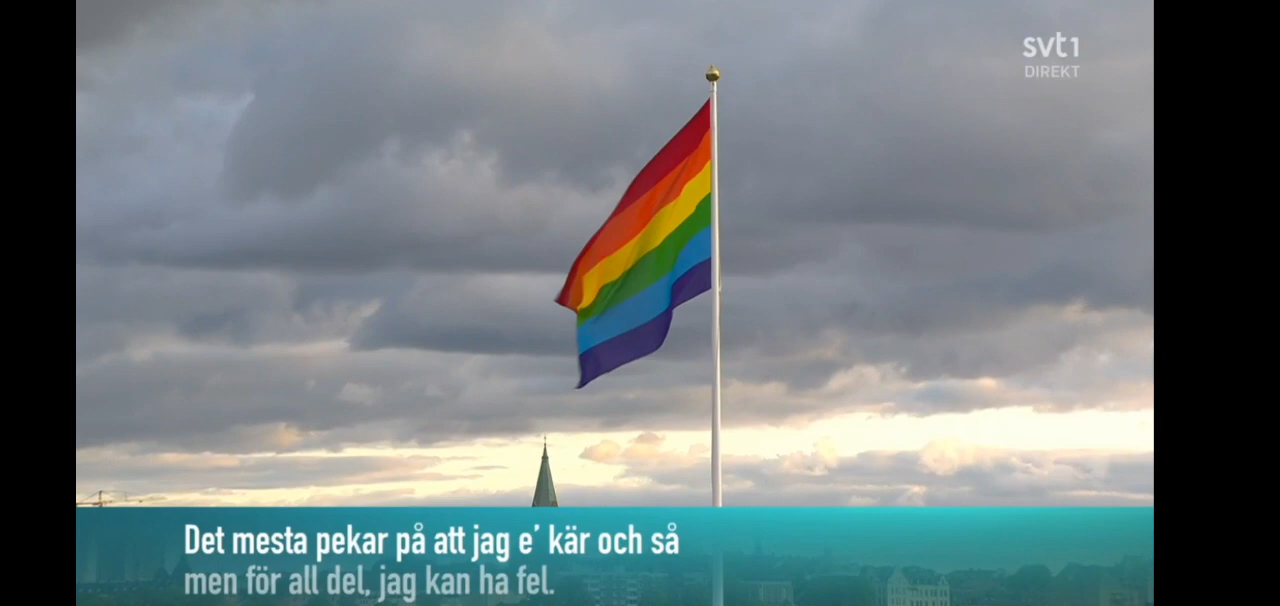 svt1
DIREKT
Det mesta pekar på att jag e’ kär och så
men för all del, jag kan ha fel.